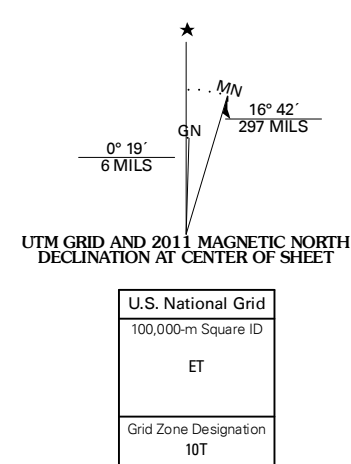 MN
GN
16° 42´
297 MILS
0° 19´
6 MILS
UTM GRID AND 2011 MAGNETIC NORTH
DECLINATION AT CENTER OF SHEET
U.S. National Grid
100,000-m Square ID
ET
Grid Zone Designation
10T